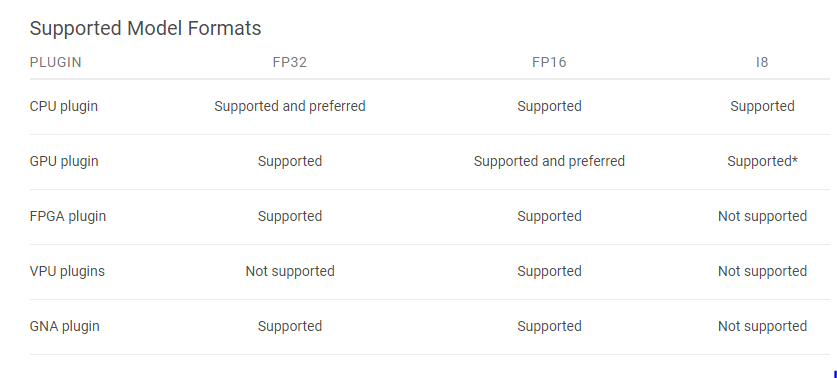 Supported Model Formats
PLUGIN FP32 FP16 I8
CPU plugin Supported and preferred Supported Supported
GPU plugin Supported Supported and preferred Supported*
FPGA plugin Supported Supported Not supported
VPU plugins Not supported Supported Not supported
GNA plugin Supported Supported Not supported